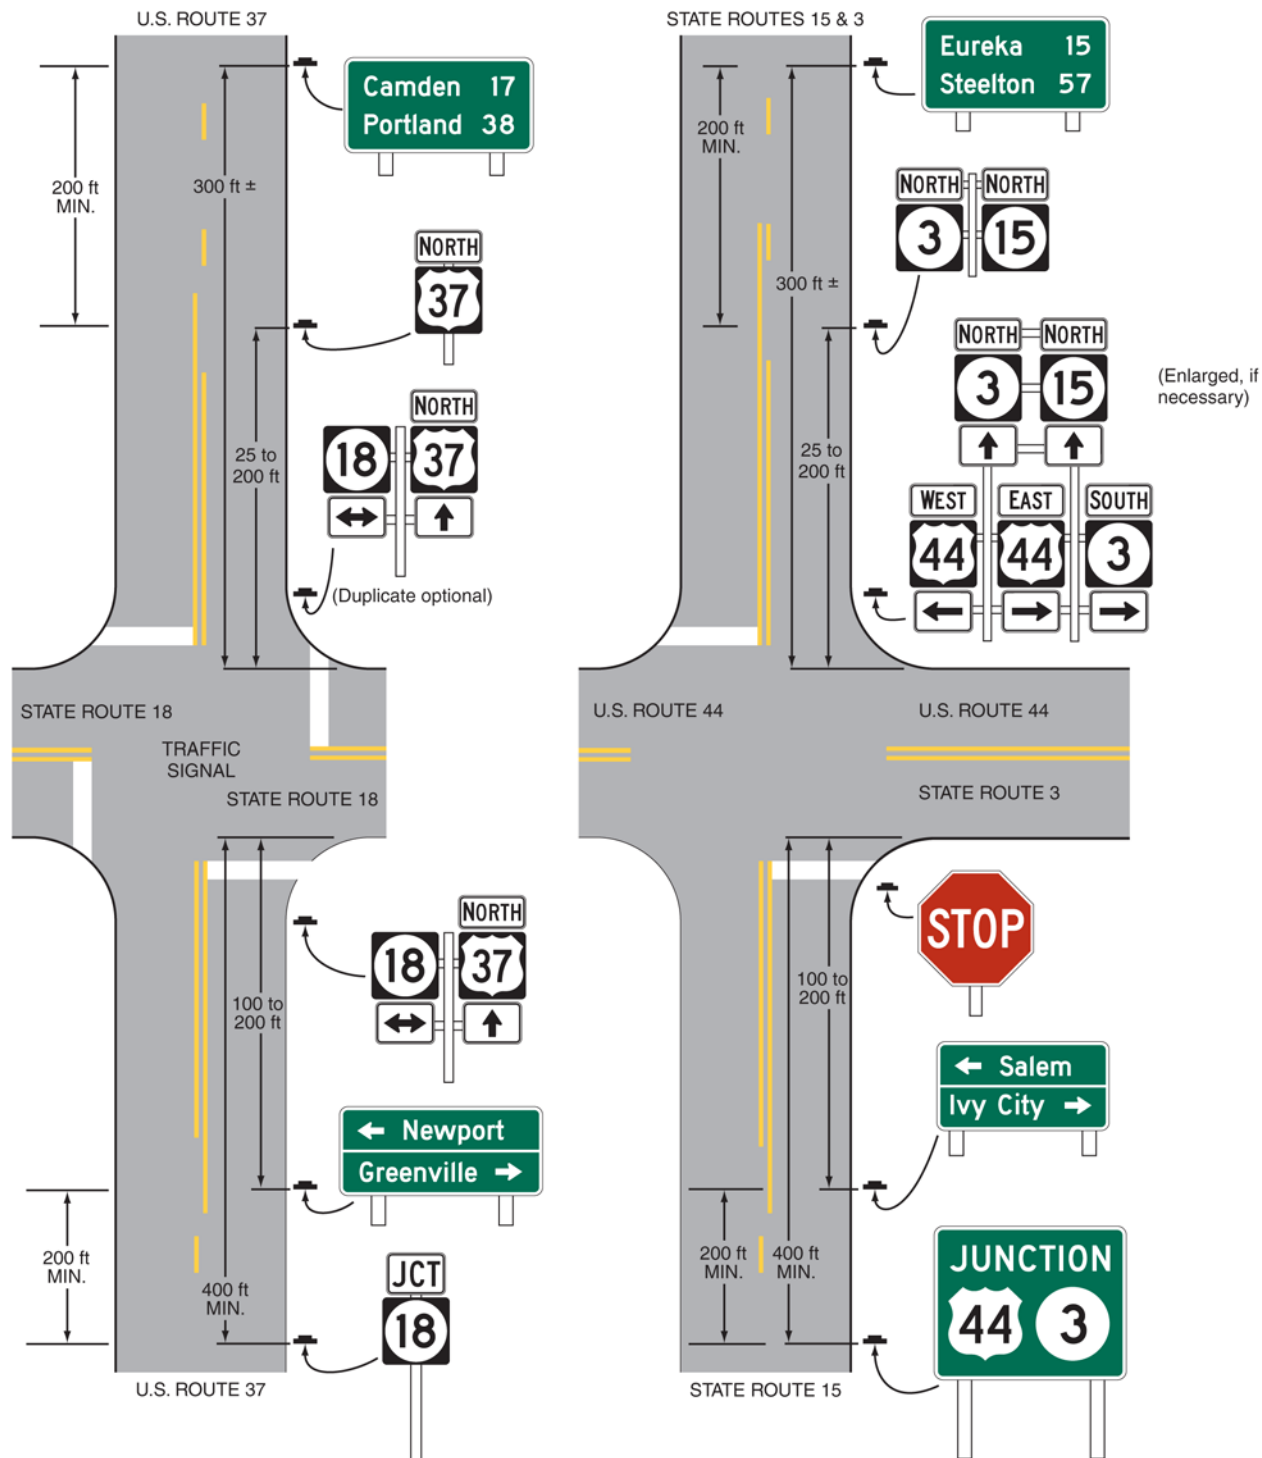 U.S. ROUTE 37
Camden 17
Portland 38
200 ft
MIN.
300 ft ±
NORTH
37
25 to
200 ft
NORTH
18 37
(Duplicate optional)
STATE ROUTE 18
TRAFFIC
SIGNAL
STATE ROUTE 18
NORTH
18 37
100 to
200 ft
Newport
Greenville
200 ft
MIN.
400 ft
MIN.
JCT
18
U.S. ROUTE 37
STATE ROUTES 15 & 3
Eureka 15
Steelton 57
200 ft
MIN.
NORTH NORTH
3 15
300 ft ±
NORTH NORTH
3 15
(Enlarged, if
necessary)
25 to
200 ft
WEST EAST SOUTH
44 44 3
U.S. ROUTE 44
U.S. ROUTE 44
STATE ROUTE 3
STOP
100 to
200 ft
Salem
Ivy City
200 ft
MIN.
400 ft
MIN.
JUNCTION
44 3
STATE ROUTE 15